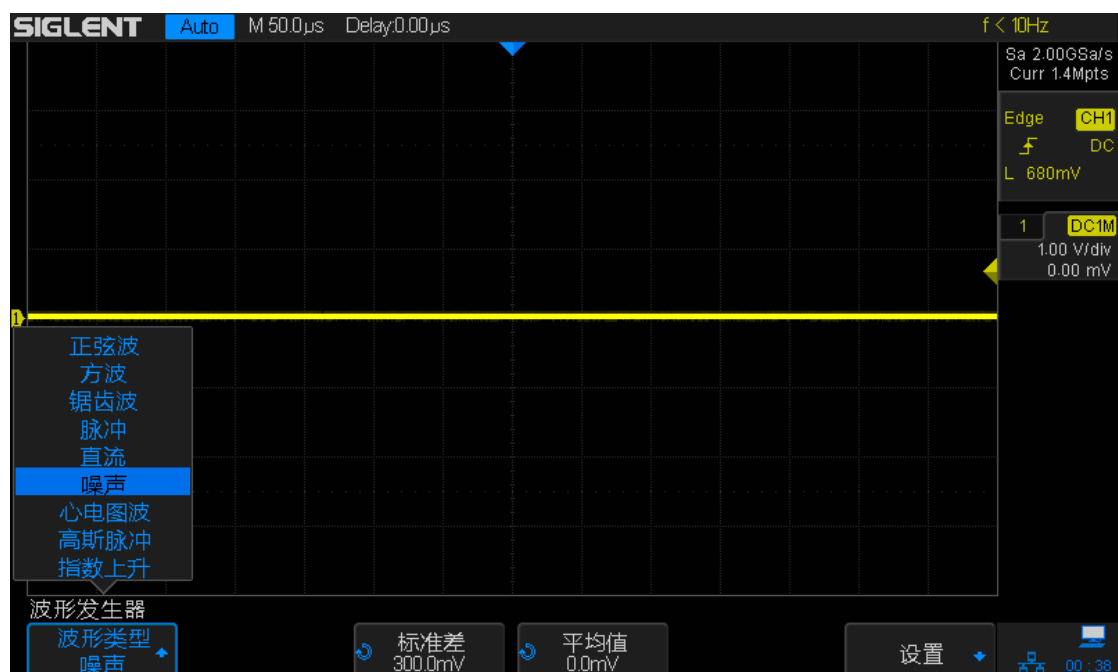 SIGLENT Auto M 50.0µs Delay:0.00µs f < 10Hz
Sa 2.00GSa/s
Curr 1.4Mpts
Edge CH1
DC
L 680mV
1 DC1M
1.00 V/div
0.00 mV
1
正弦波
方波
锯齿波
脉冲
直流
噪声
心电图波
高斯脉冲
指数上升
波形发生器
波形类型
噪声
标准差
300.0mV
平均值
0.0mV
设置
00:38